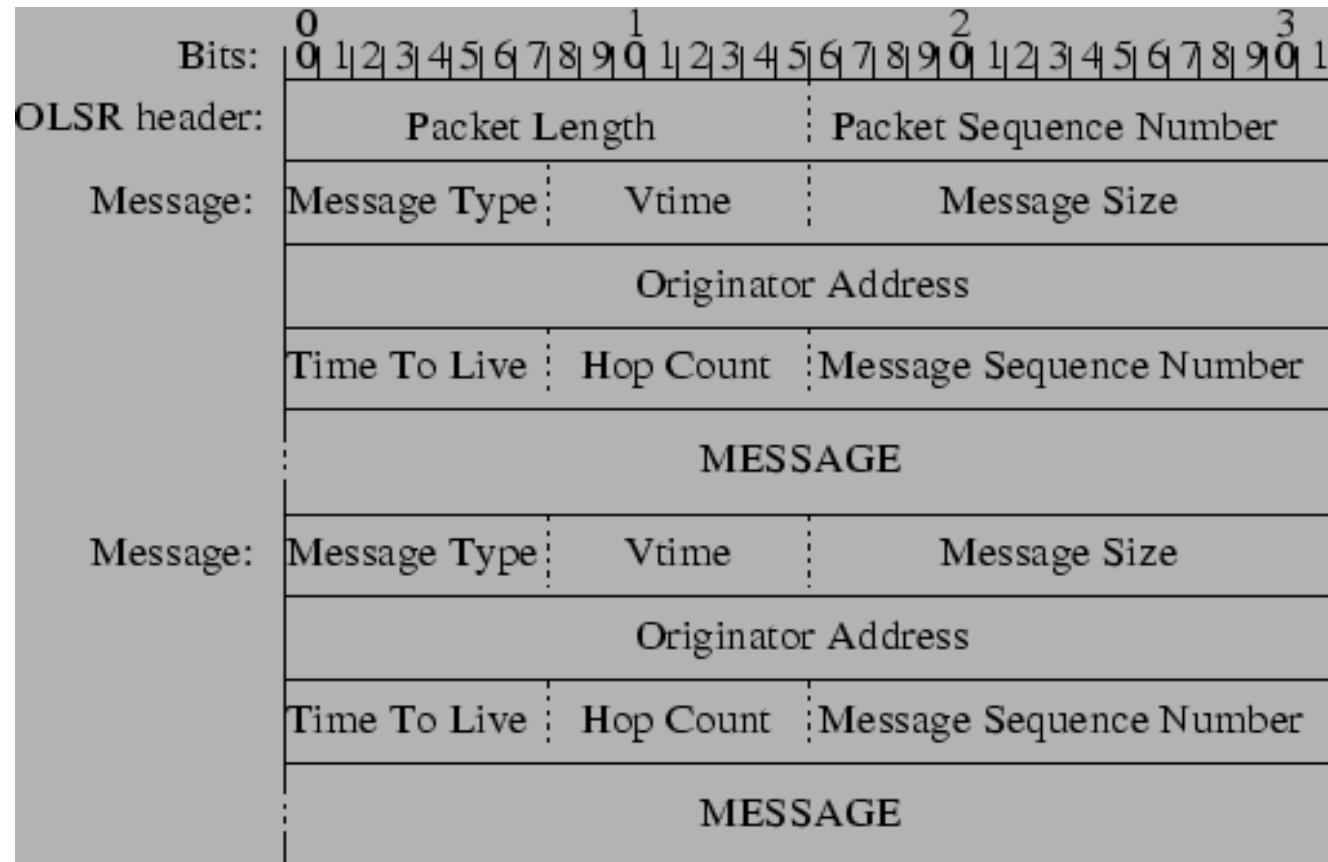 0 1 2 3
Bits: 0 1 2 3 4 5 6 7 8 9 0 1 2 3 4 5 6 7 8 9 0 1 2 3 4 5 6 7 8 9 0 1
OLSR header: Packet Length Packet Sequence Number
Message: Message Type Vtime Message Size
Originator Address
Time To Live Hop Count Message Sequence Number
MESSAGE
Message: Message Type Vtime Message Size
Originator Address
Time To Live Hop Count Message Sequence Number
MESSAGE